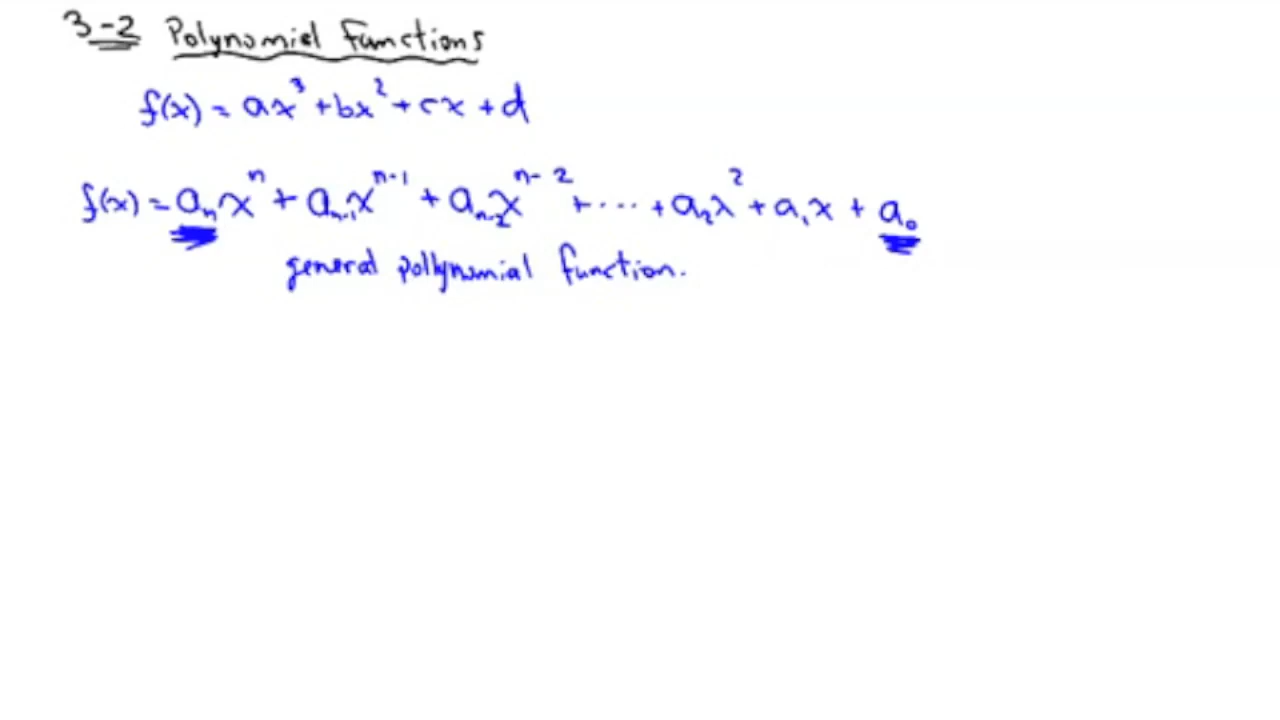 3-2 Polynomial Functions
f(x) = ax³ + bx² + cx + d
f(x) = aₙxⁿ + aₙ₋₁xⁿ⁻¹ + aₙ₋₂xⁿ⁻² + ··· + a₂x² + a₁x + a₀
general pollynomial function.